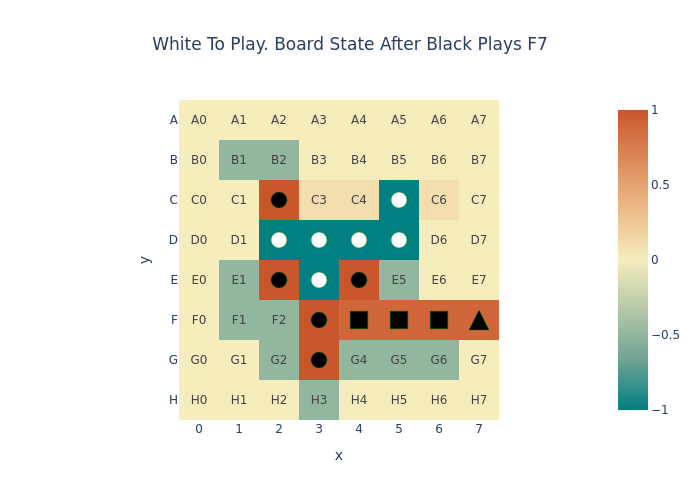 White To Play. Board State After Black Plays F7
A A0 A1 A2 A3 A4 A5 A6 A7
B B0 B1 B2 B3 B4 B5 B6 B7
C C0 C1 C3 C4 C6 C7
D D0 D1 D6 D7
E E0 E1 E5 E6 E7
F F0 F1 F2
G G0 G1 G2 G4 G5 G6 G7
H H0 H1 H2 H3 H4 H5 H6 H7
0 1 2 3 4 5 6 7
x
y
1
0.5
0
−0.5
−1